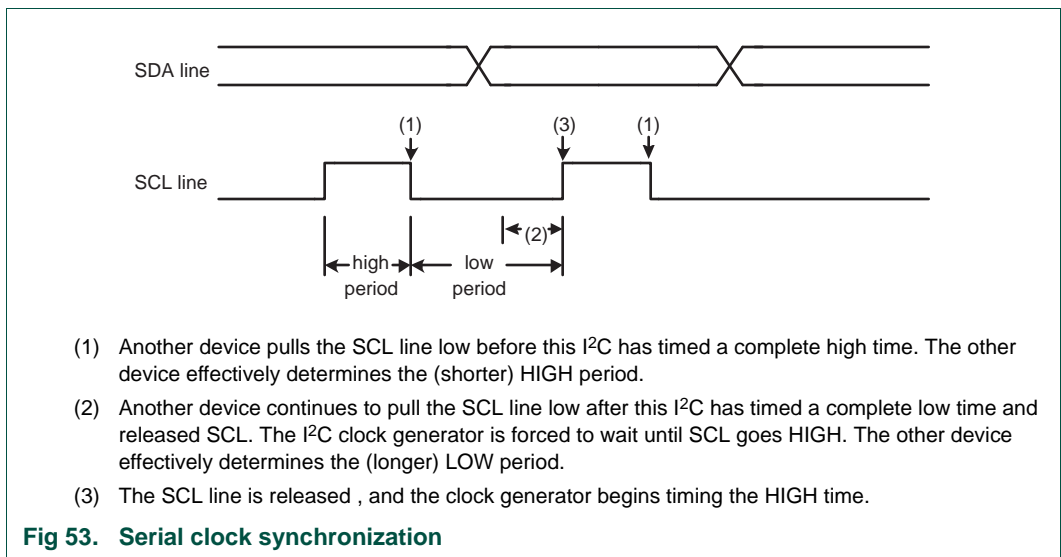 SDA line
(1)
(3)
(1)
SCL line
(2)
high
period
low
period
(1) Another device pulls the SCL line low before this I2C has timed a complete high time. The other
device effectively determines the (shorter) HIGH period.
(2) Another device continues to pull the SCL line low after this I2C has timed a complete low time and
released SCL. The I2C clock generator is forced to wait until SCL goes HIGH. The other device
effectively determines the (longer) LOW period.
(3) The SCL line is released , and the clock generator begins timing the HIGH time.
Fig 53. Serial clock synchronization